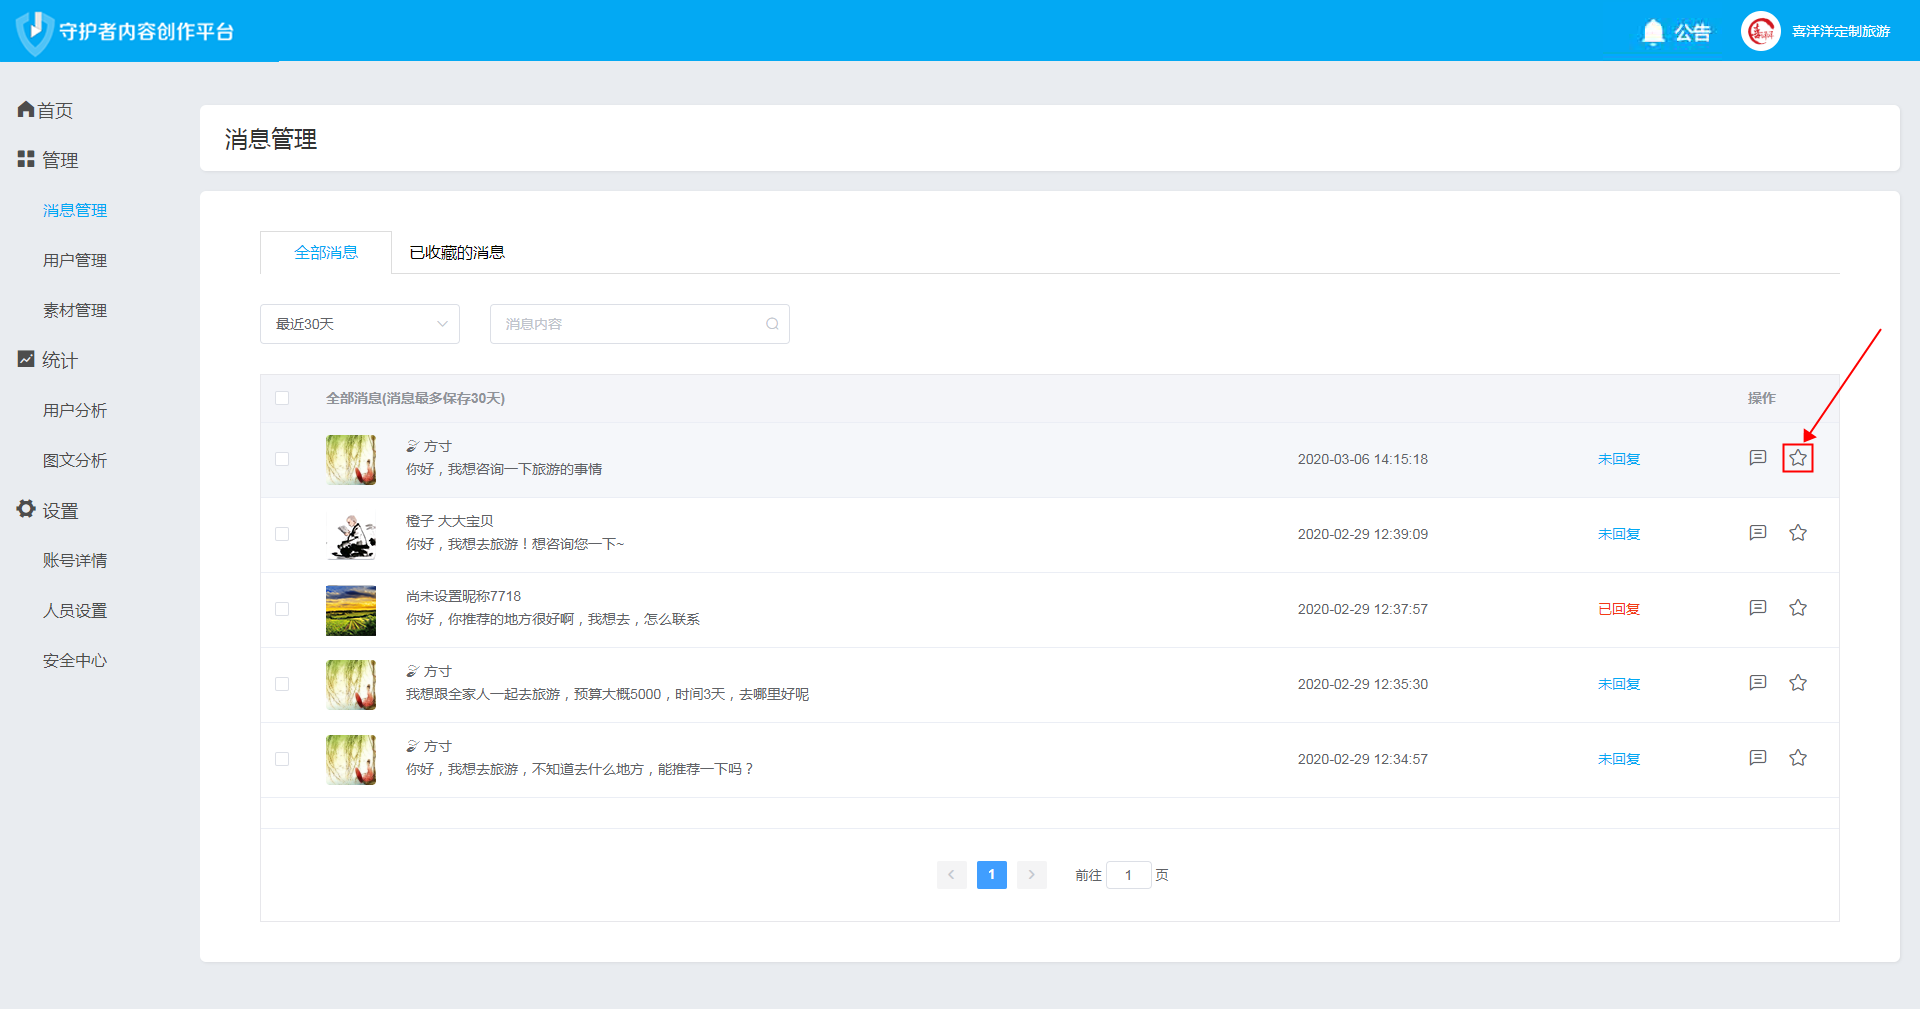 守护者内容创作平台
公告
喜洋洋定制旅游
首页
管理
消息管理
用户管理
素材管理
统计
用户分析
图文分析
设置
账号详情
人员设置
安全中心
消息管理
全部消息 已收藏的消息
最近30天 消息内容
全部消息(消息最多保存30天) 操作
方寸
你好，我想咨询一下旅游的事情
2020-03-06 14:15:18 未回复
橙子 大大宝贝
你好，我想去旅游！想咨询您一下~
2020-02-29 12:39:09 未回复
尚未设置昵称7718
你好，你推荐的地方很好啊，我想去，怎么联系
2020-02-29 12:37:57 已回复
方寸
我想跟全家人一起去旅游，预算大概5000，时间3天，去哪里好呢
2020-02-29 12:35:30 未回复
方寸
你好，我想去旅游，不知道去什么地方，能推荐一下吗？
2020-02-29 12:34:57 未回复
1 前往 1 页